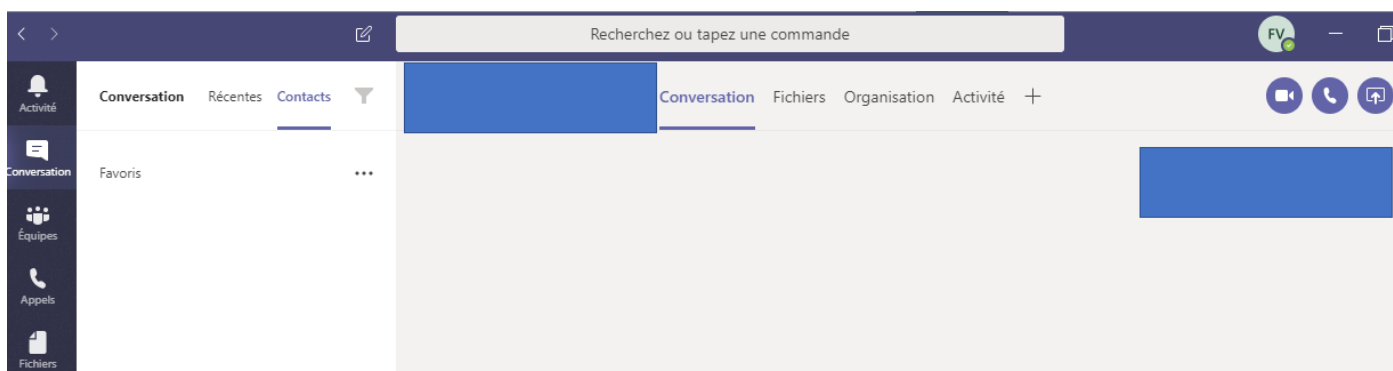 Recherchez ou tapez une commande
FV
Activité
Conversation Récentes Contacts
Conversation Fichiers Organisation Activité
Conversation
Favoris
Équipes
Appels
Fichiers